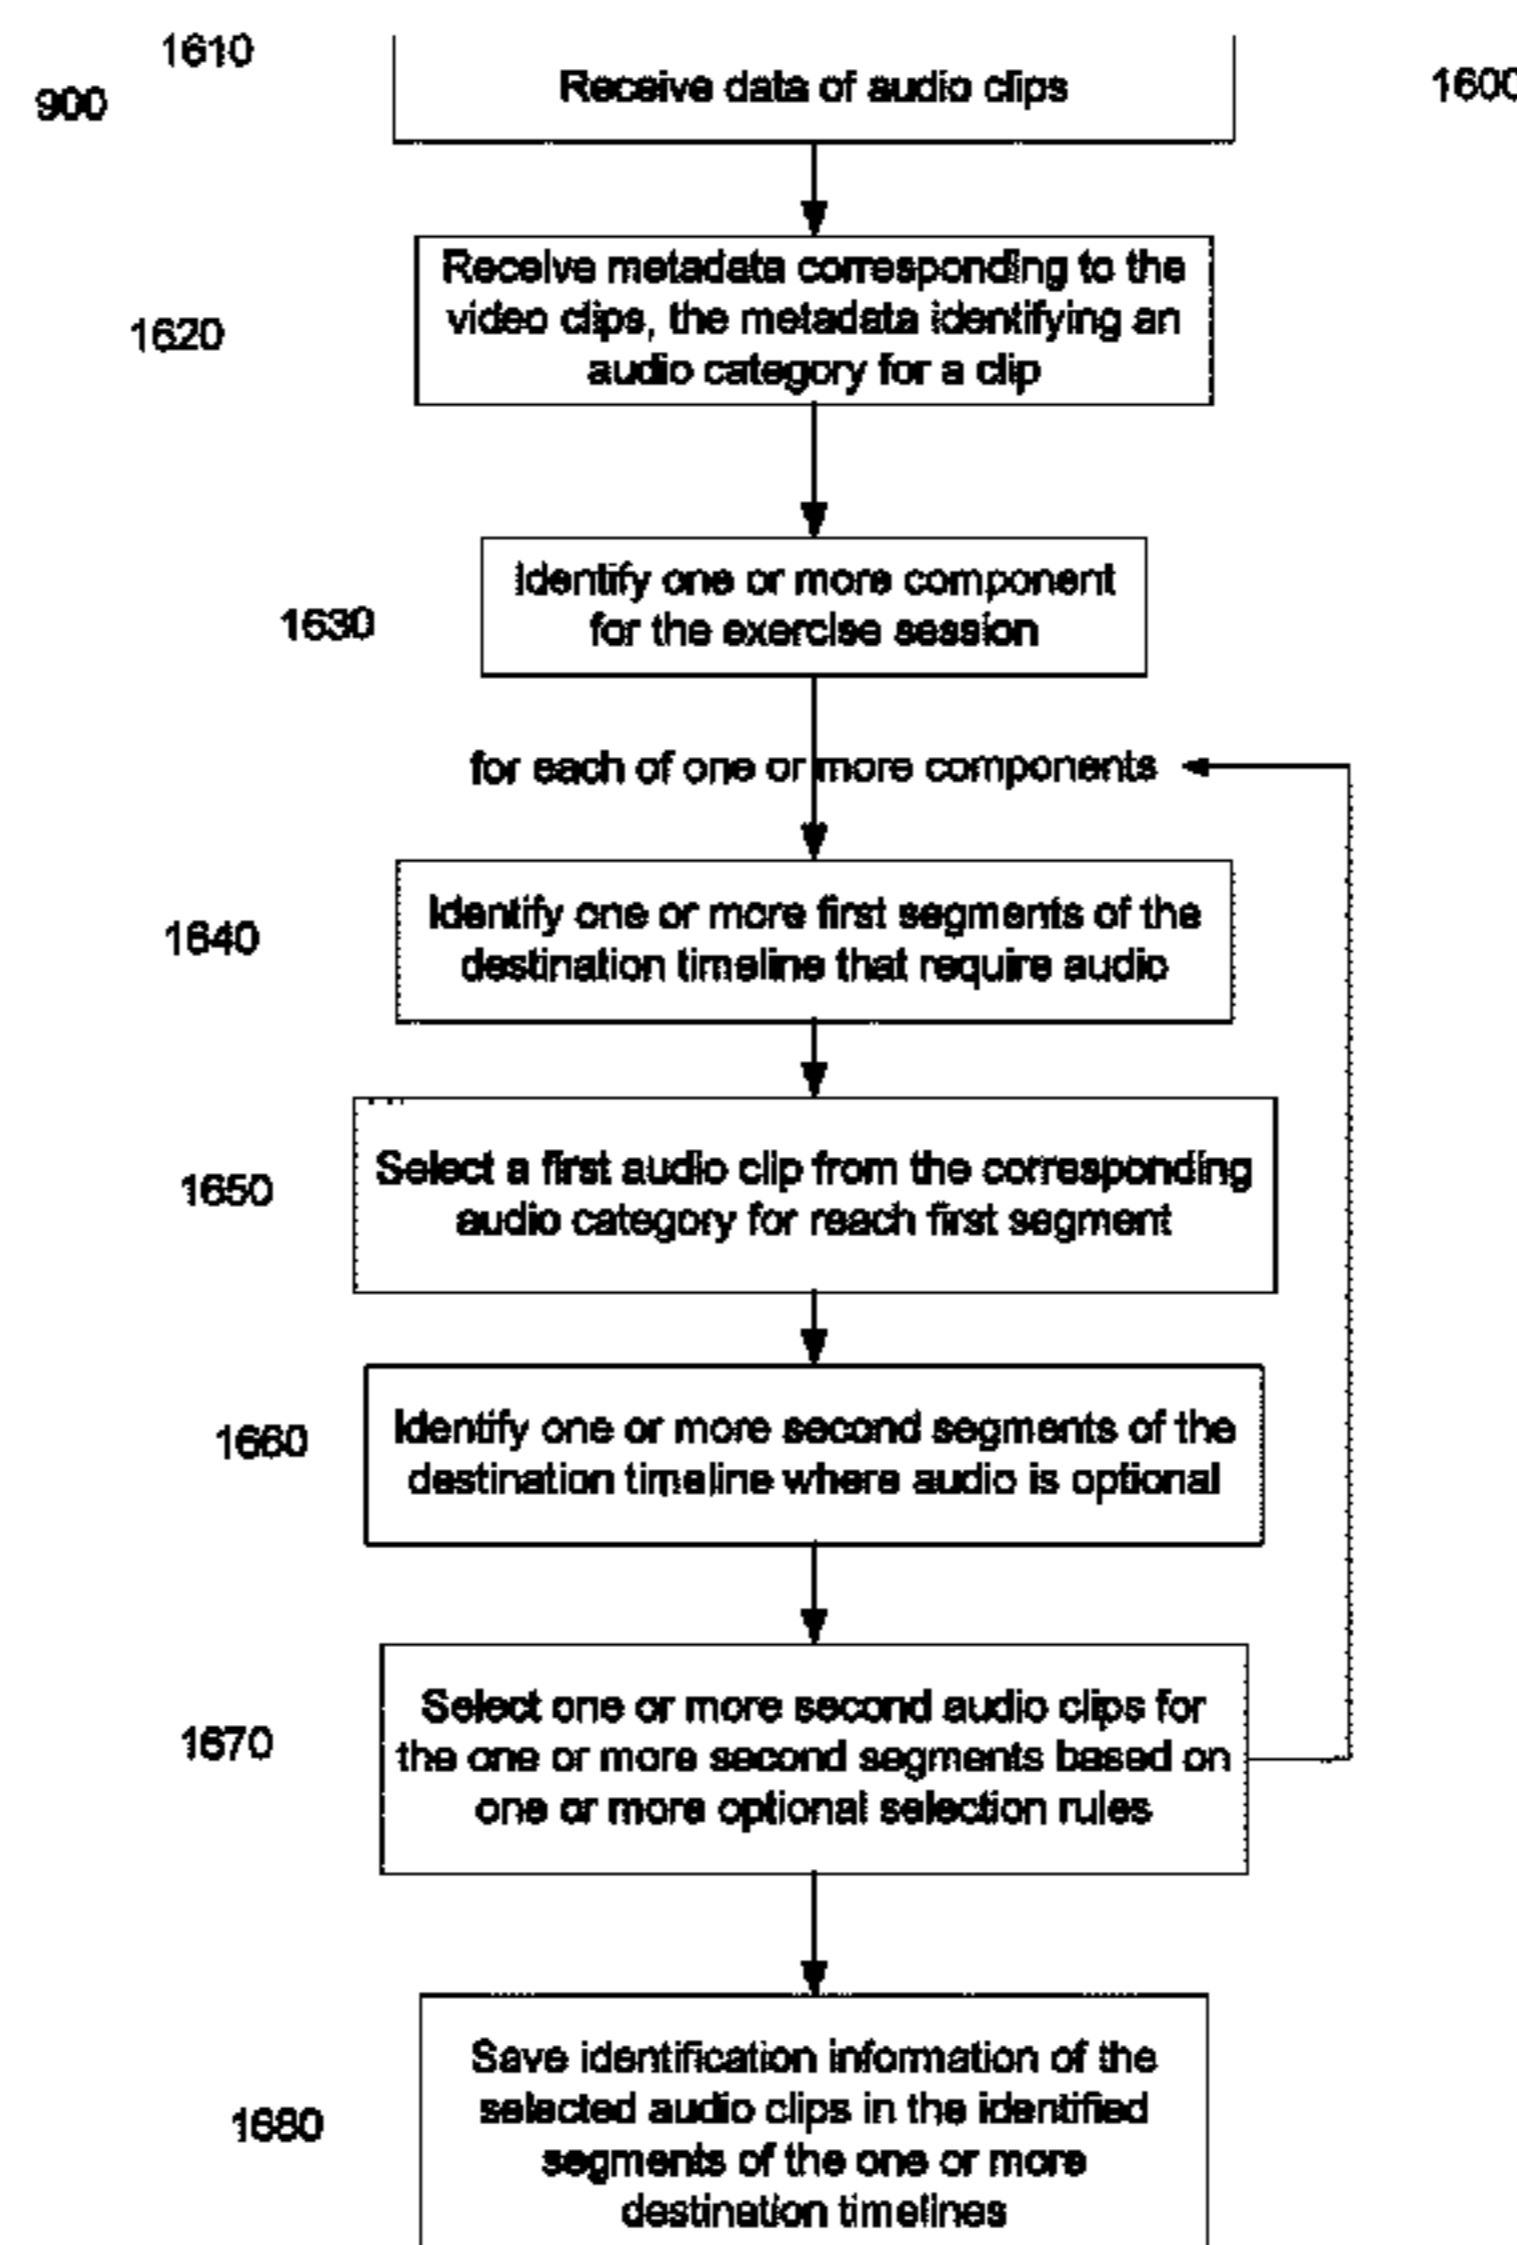 1610
900
Receive data of audio clips
1600
Receive metadata corresponding to the
video clips, the metadata identifying an
audio category for a clip
1620
Identify one or more component
for the exercise session
1630
for each of one or more components
Identify one or more first segments of the
destination timeline that require audio
1640
Select a first audio clip from the corresponding
audio category for reach first segment
1650
Identify one or more second segments of the
destination timeline where audio is optional
1660
Select one or more second audio clips for
the one or more second segments based on
one or more optional selection rules
1670
Save identification information of the
selected audio clips in the identified
segments of the one or more
destination timelines
1680